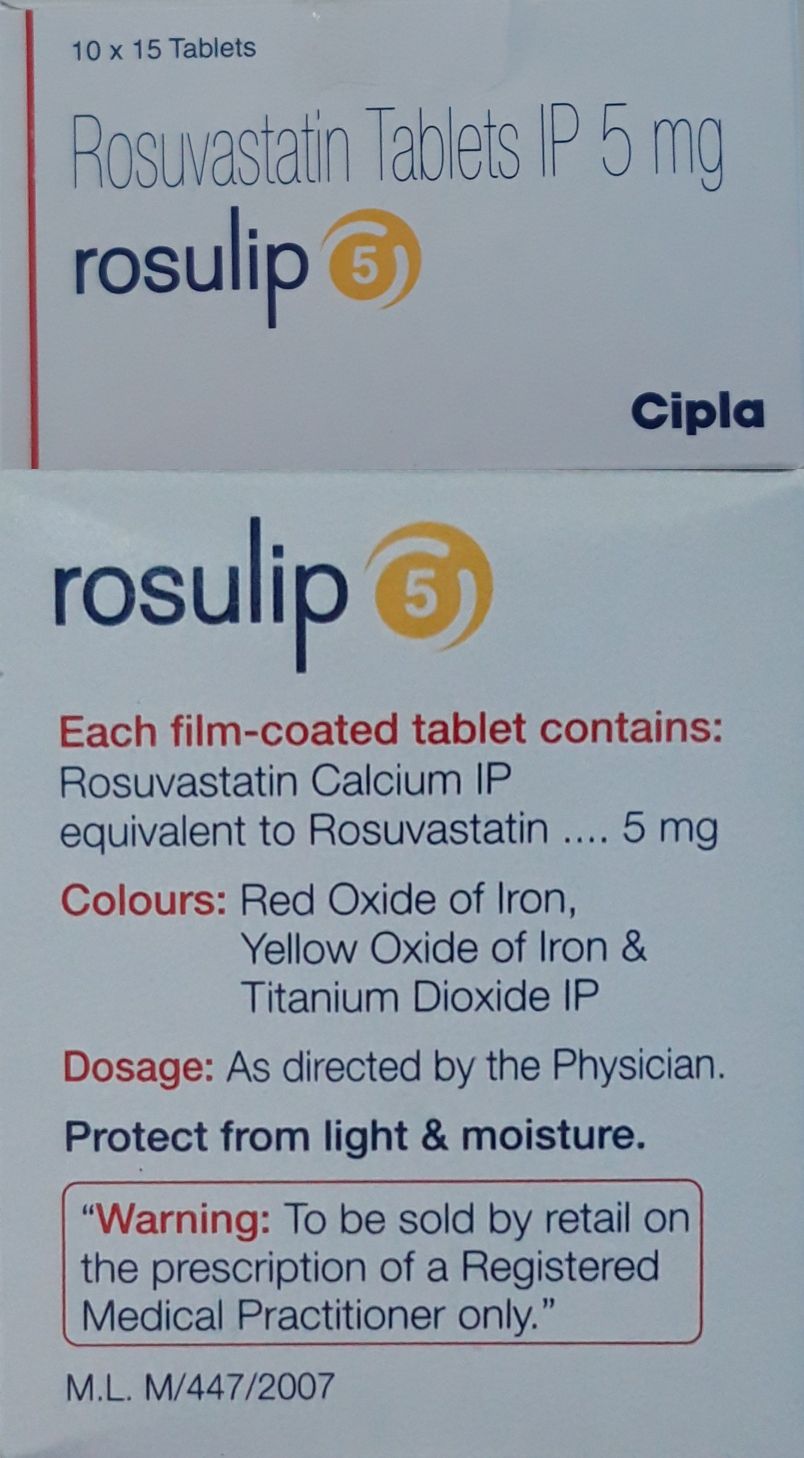 10 x 15 Tablets
Rosuvastatin Tablets IP 5 mg
rosulip 5
Cipla
rosulip 5
Each film-coated tablet contains:
Rosuvastatin Calcium IP
equivalent to Rosuvastatin .... 5 mg
Colours: Red Oxide of Iron,
Yellow Oxide of Iron &
Titanium Dioxide IP
Dosage: As directed by the Physician.
Protect from light & moisture.
“Warning: To be sold by retail on
the prescription of a Registered
Medical Practitioner only.”
M.L. M/447/2007